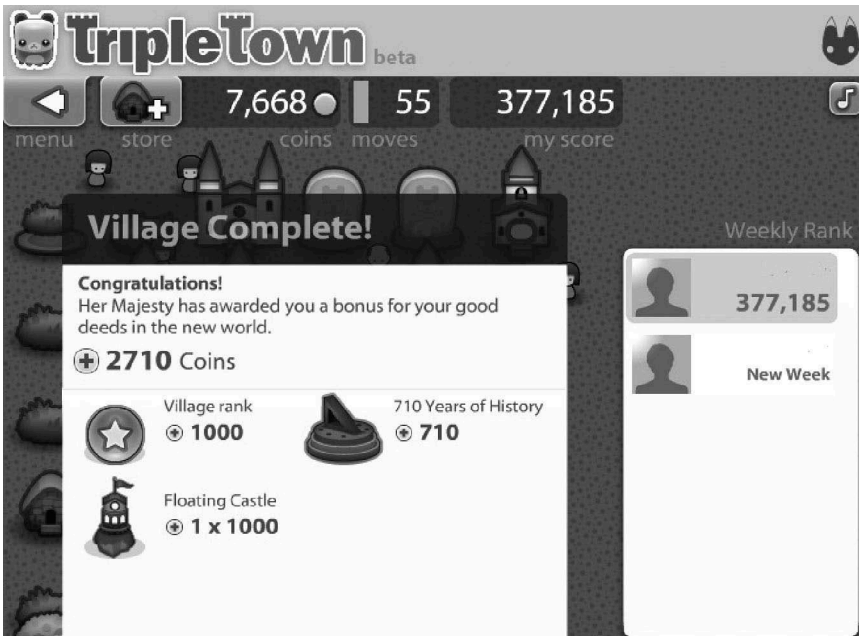 TripleTown beta
7,668 55 377,185
menu store coins moves my score
Village Complete!
Weekly Rank
Congratulations!
Her Majesty has awarded you a bonus for your good
deeds in the new world.
2710 Coins
Village rank
1000
710 Years of History
710
Floating Castle
1 x 1000
377,185
New Week